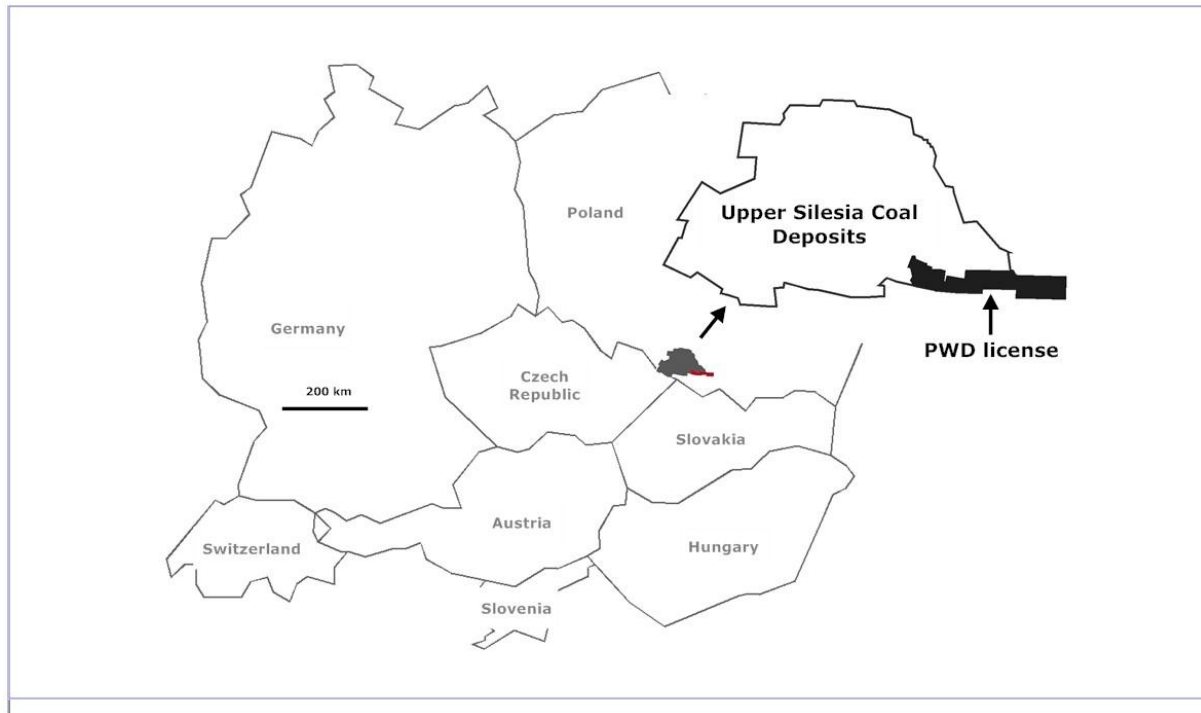 Poland
Upper Silesia Coal
Deposits
Germany
PWD license
Czech
Republic
200 km
Slovakia
Austria
Hungary
Switzerland
Slovenia